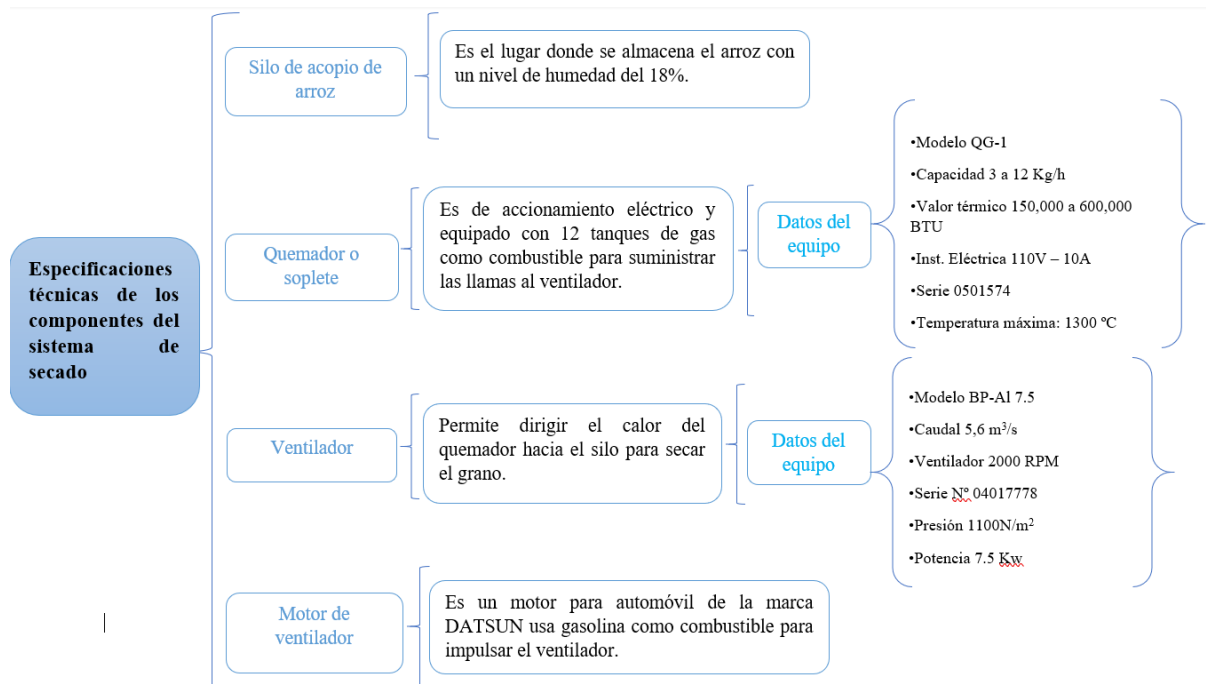 Especificaciones
técnicas de los
componentes del
sistema de
secado
Silo de acopio de
arroz
Es el lugar donde se almacena el arroz con
un nivel de humedad del 18%.
Quemador o
soplete
Es de accionamiento eléctrico y
equipado con 12 tanques de gas
como combustible para suministrar
las llamas al ventilador.
Datos del
equipo
•Modelo QG-1
•Capacidad 3 a 12 Kg/h
•Valor térmico 150,000 a 600,000
BTU
•Inst. Eléctrica 110V – 10A
•Serie 0501574
•Temperatura máxima: 1300 ºC
Ventilador
Permite dirigir el calor del
quemador hacia el silo para secar
el grano.
Datos del
equipo
•Modelo BP-Al 7.5
•Caudal 5,6 m³/s
•Ventilador 2000 RPM
•Serie Nº 04017778
•Presión 1100N/m²
•Potencia 7.5 Kw
Motor de
ventilador
Es un motor para automóvil de la marca
DATSUN usa gasolina como combustible para
impulsar el ventilador.